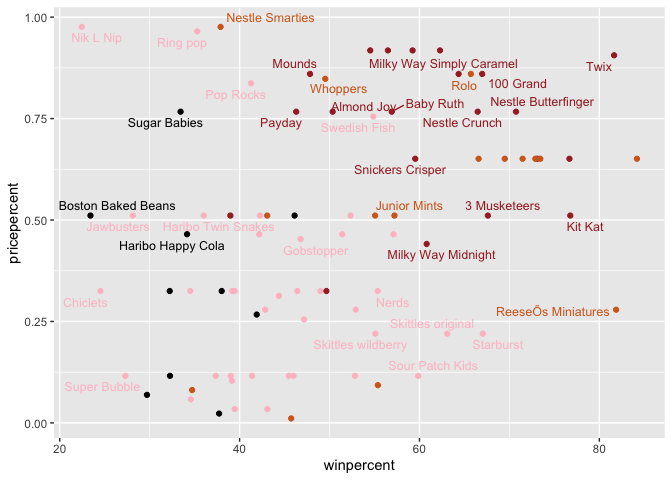 1.00
0.75
0.50
0.25
0.00
pricepercent
Nestle Smarties
Nik L Nip
Ring pop
Mounds
Milky Way Simply Caramel
Twix
Whoppers
Rolo
100 Grand
Pop Rocks
Almond Joy
Baby Ruth
Nestle Butterfinger
Sugar Babies
Payday
Swedish Fish
Nestle Crunch
Snickers Crisper
Boston Baked Beans
Junior Mints
3 Musketeers
Jawbusters
Haribo Twin Snakes
Kit Kat
Haribo Happy Cola
Gobstopper
Milky Way Midnight
Chiclets
Nerds
ReeseÕs Miniatures
Skittles original
Skittles wildberry
Starburst
Sour Patch Kids
Super Bubble
20
40
60
80
winpercent